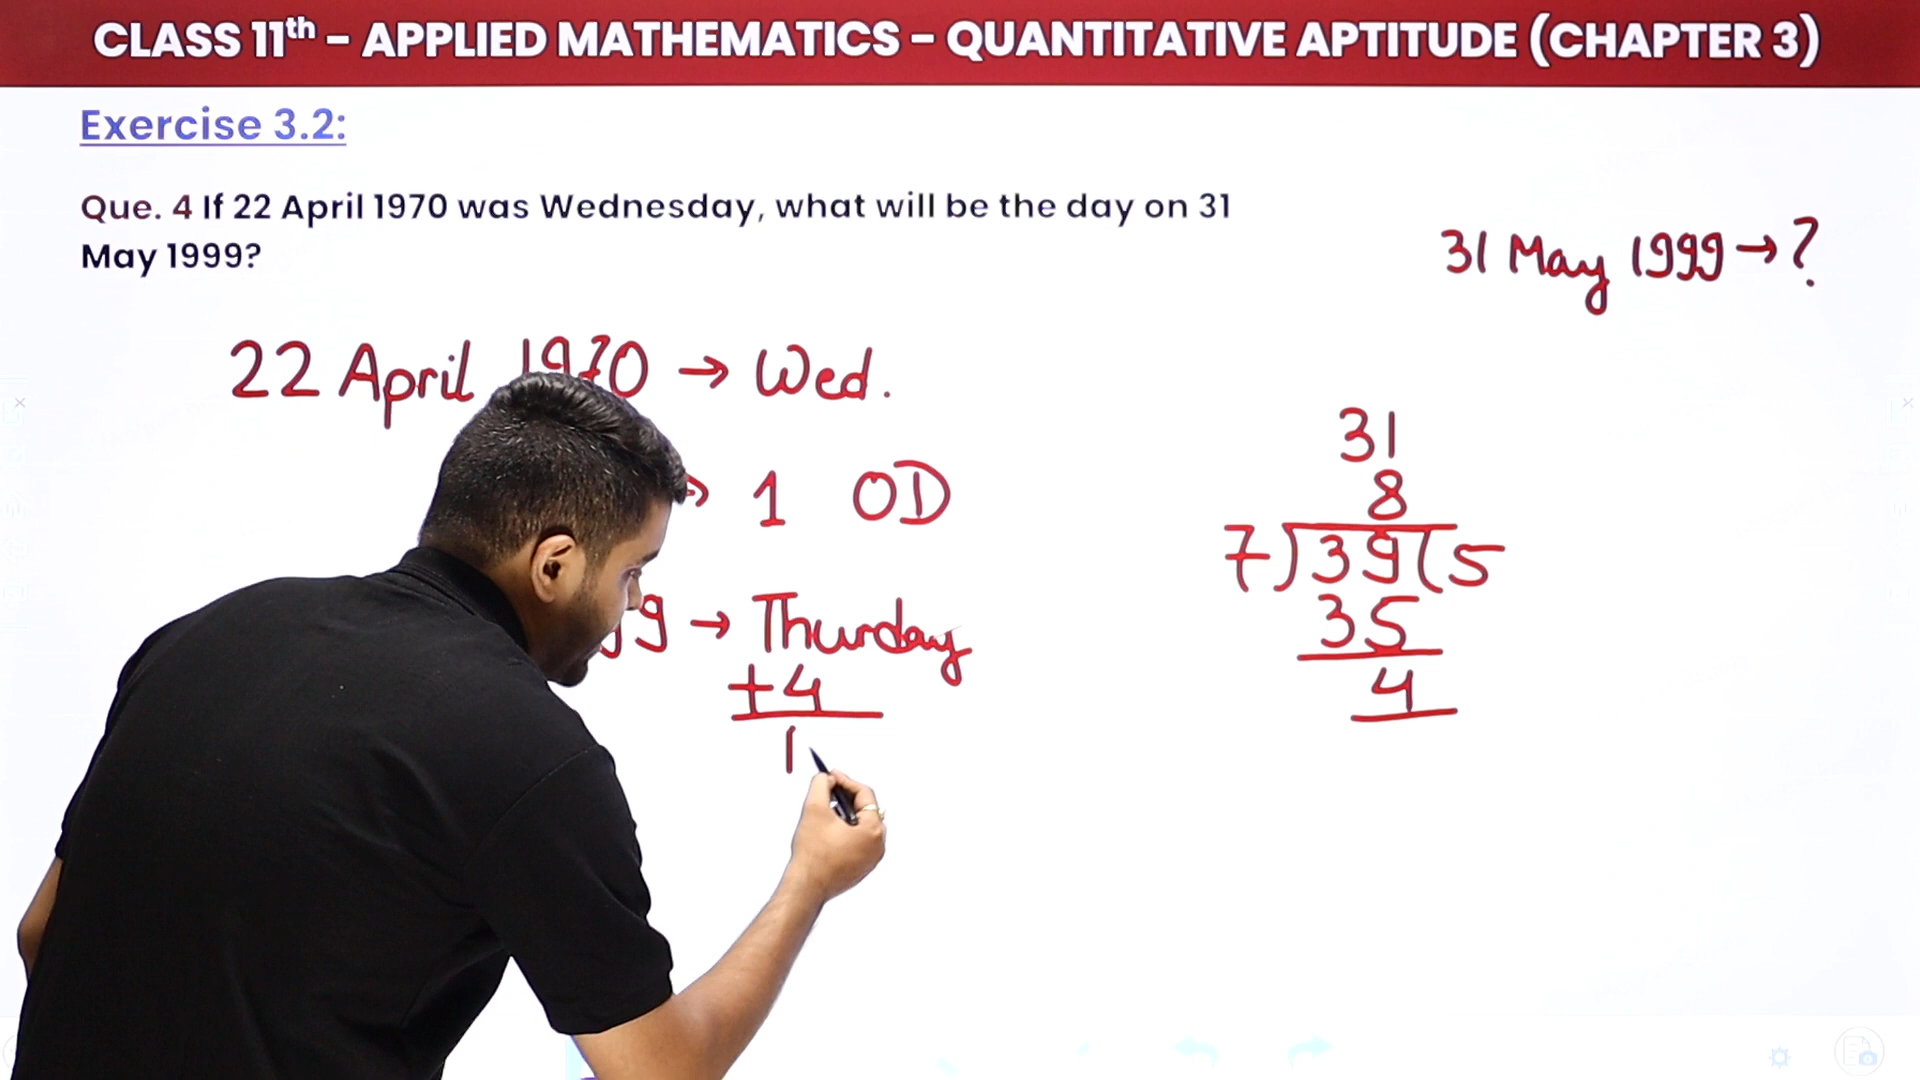 CLASS 11th - APPLIED MATHEMATICS - QUANTITATIVE APTITUDE (CHAPTER 3)
Exercise 3.2:
Que. 4 If 22 April 1970 was Wednesday, what will be the day on 31
May 1999?
31 May 1999 → ?
22 April 1970 → Wed.
→ 1 OD
99 → Thurday
+4
1
31
8
7)39(5
35
4